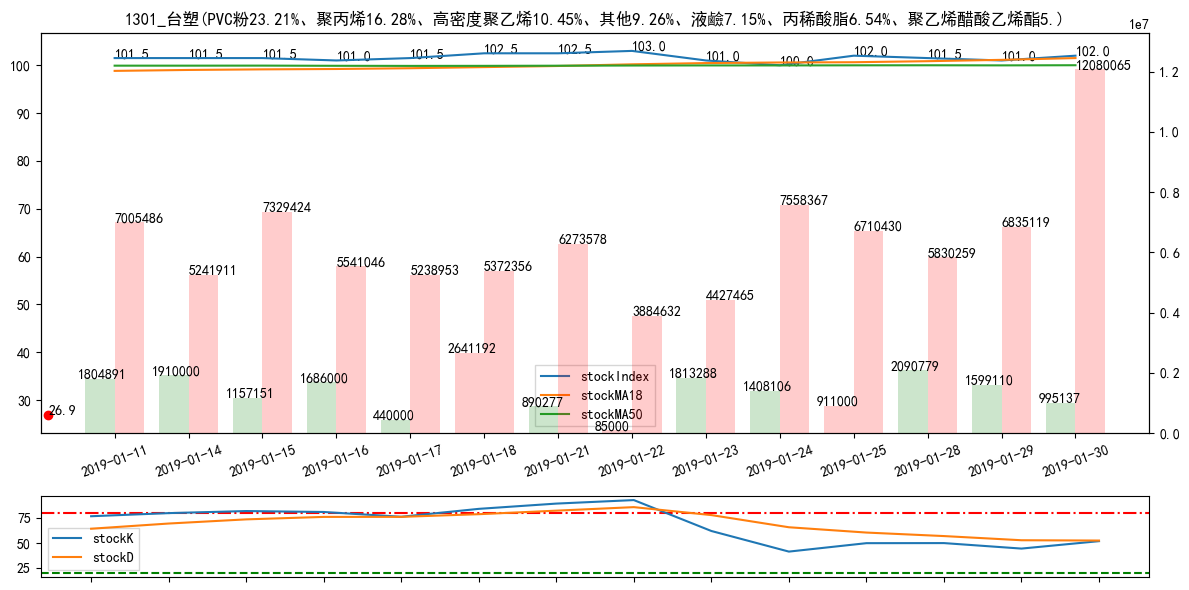 1301_台塑(PVC粉23.21%、聚丙烯16.28%、高密度聚乙烯10.45%、其他9.26%、液鹼7.15%、丙稀酸脂6.54%、聚乙烯醋酸乙烯酯5.)
1e7
101.5 101.5 101.5 101.0 101.5 102.5 102.5 103.0 101.0 100.0 102.0 101.5 101.0 102.0
100
90
80
70
60
50
40
30
1.2
1.0
0.8
0.6
0.4
0.2
0.0
12080065
7005486 5241911 7329424 5541046 5238953 5372356 6273578 3884632 4427465 7558367 6710430 5830259 6835119
1804891 1910000 1157151 1686000 440000 2641192 890277 85000 1813288 1408106 911000 2090779 1599110 995137
26.9
stockIndex
stockMA18
stockMA50
2019-01-11 2019-01-14 2019-01-15 2019-01-16 2019-01-17 2019-01-18 2019-01-21 2019-01-22 2019-01-23 2019-01-24 2019-01-25 2019-01-28 2019-01-29 2019-01-30
75
50
25
stockK
stockD